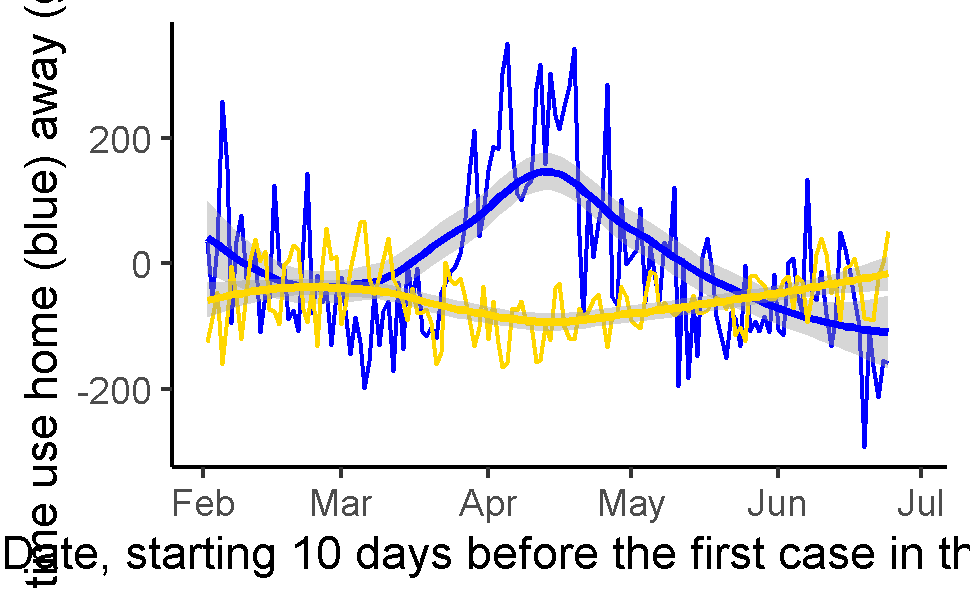 time use home (blue) away (
200
0
-200
Feb Mar Apr May Jun Jul
Date, starting 10 days before the first case in th